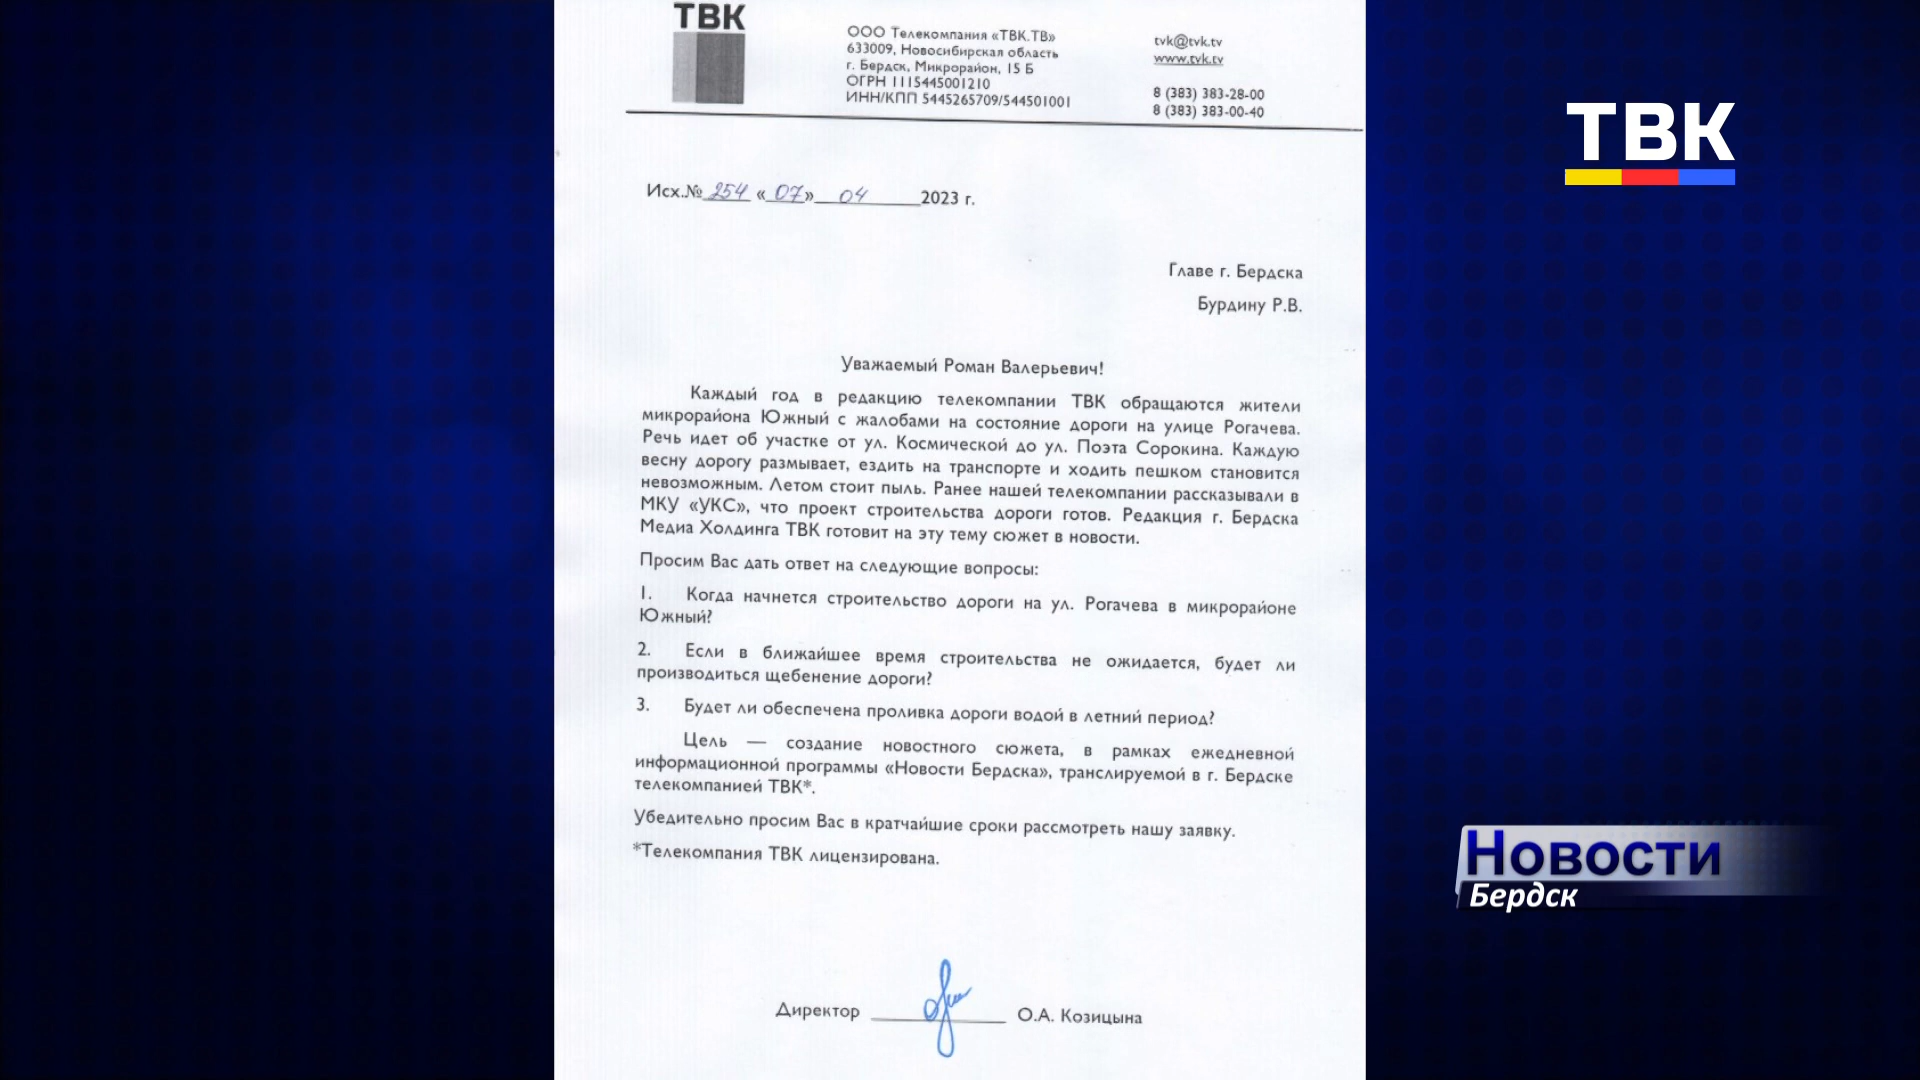 ТВК
ООО Телекомпания «ТВК.ТВ»
633009, Новосибирская область
г. Бердск, Микрорайон, 15 Б
ОГРН 1115445001210
ИНН/КПП 5445265709/544501001
tvk@tvk.tv
www.tvk.tv
8 (383) 383-28-00
8 (383) 383-00-40
ТВК
Исх.№ 254 «07» 04 2023 г.
Главе г. Бердска
Бурдину Р.В.
Уважаемый Роман Валерьевич!
Каждый год в редакцию телекомпании ТВК обращаются жители
микрорайона Южный с жалобами на состояние дороги на улице Рогачева.
Речь идет об участке от ул. Космической до ул. Поэта Сорокина. Каждую
весну дорогу размывает, ездить на транспорте и ходить пешком становится
невозможным. Летом стоит пыль. Ранее нашей телекомпании рассказывали в
МКУ «УКС», что проект строительства дороги готов. Редакция г. Бердска
Медиа Холдинга ТВК готовит на эту тему сюжет в новости.
Просим Вас дать ответ на следующие вопросы:
1. Когда начнется строительство дороги на ул. Рогачева в микрорайоне
Южный?
2. Если в ближайшее время строительства не ожидается, будет ли
производиться щебенение дороги?
3. Будет ли обеспечена проливка дороги водой в летний период?
Цель — создание новостного сюжета, в рамках ежедневной
информационной программы «Новости Бердска», транслируемой в г. Бердске
телекомпанией ТВК*.
Убедительно просим Вас в кратчайшие сроки рассмотреть нашу заявку.
*Телекомпания ТВК лицензирована.
Новости
Бердск
Директор О.А. Козицына